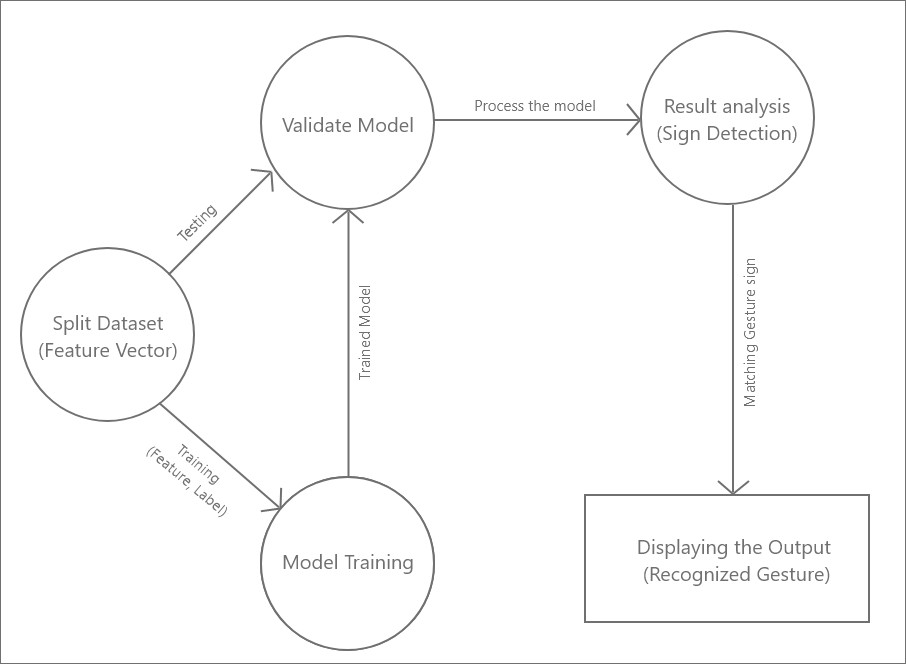 Validate Model
Process the model
Result analysis
(Sign Detection)
Testing
Split Dataset
(Feature Vector)
Trained Model
Matching Gesture sign
Training
(Feature, Label)
Model Training
Displaying the Output
(Recognized Gesture)